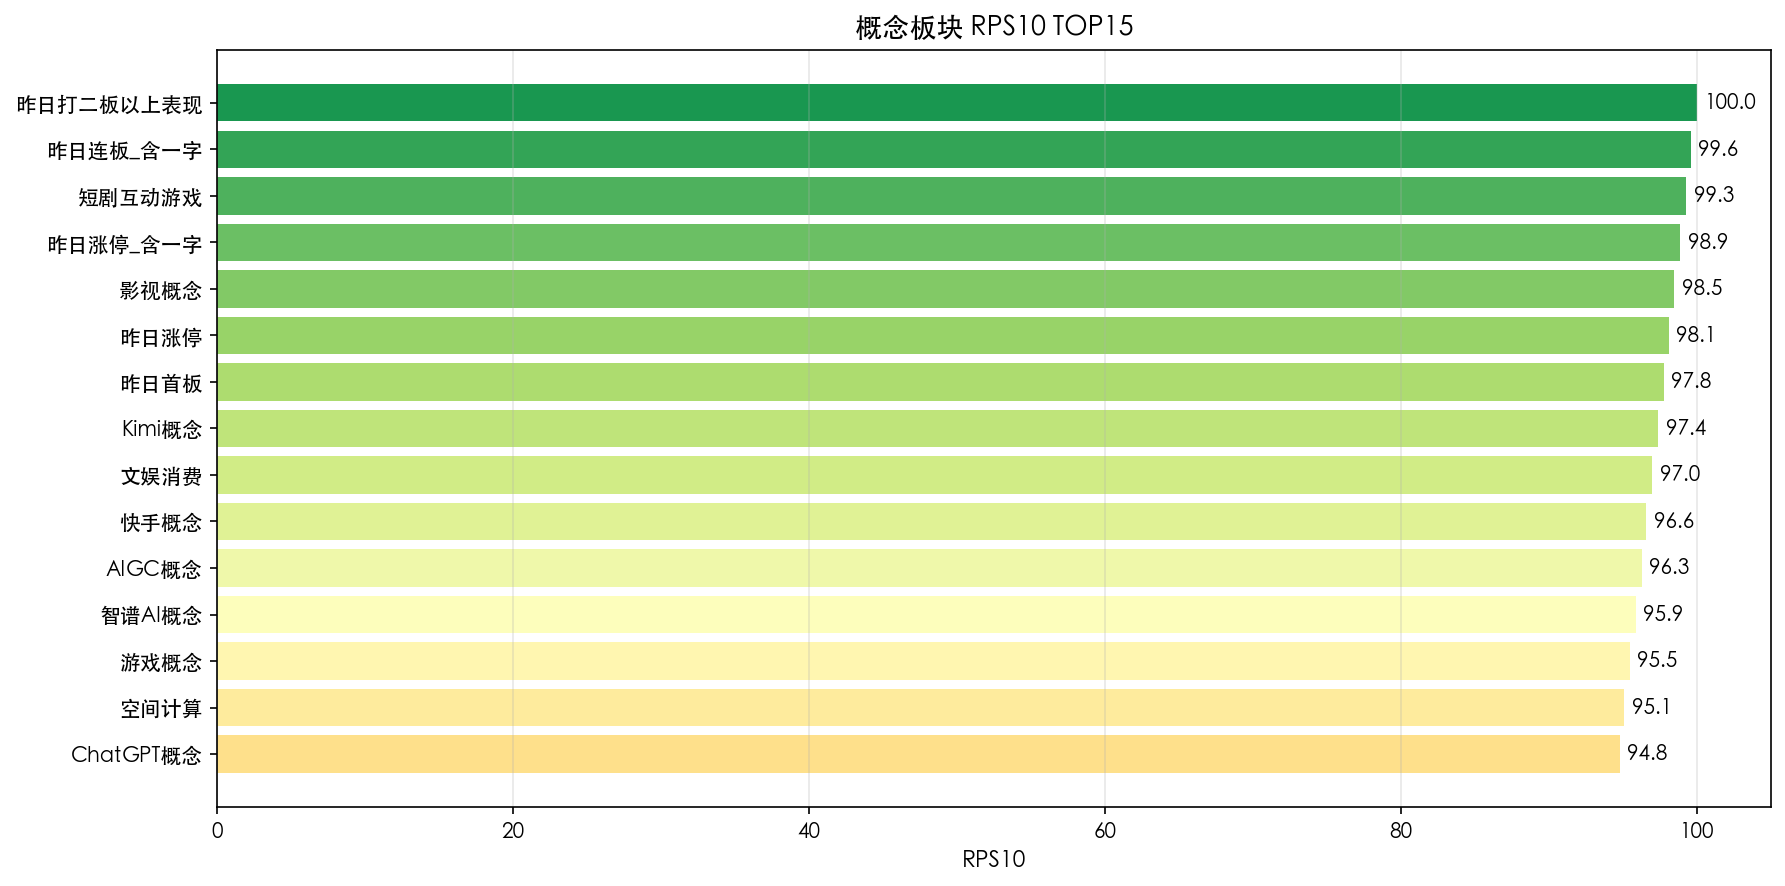 概念板块 RPS10 TOP15
昨日打二板以上表现 100.0
昨日连板_含一字 99.6
短剧互动游戏 99.3
昨日涨停_含一字 98.9
影视概念 98.5
昨日涨停 98.1
昨日首板 97.8
Kimi概念 97.4
文娱消费 97.0
快手概念 96.6
AIGC概念 96.3
智谱AI概念 95.9
游戏概念 95.5
空间计算 95.1
ChatGPT概念 94.8
0 20 40 60 80 100
RPS10